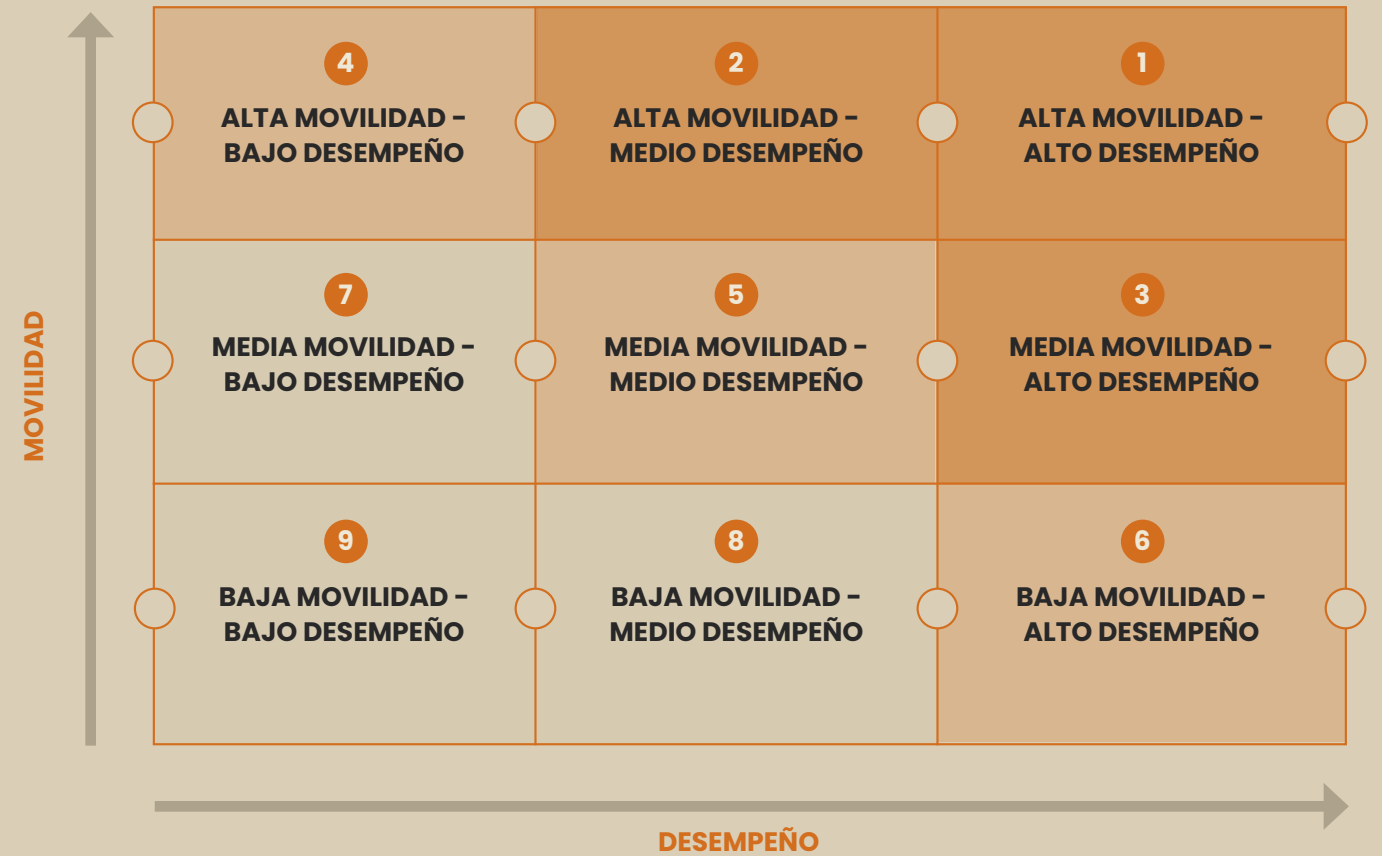 4
ALTA MOVILIDAD –
BAJO DESEMPEÑO
2
ALTA MOVILIDAD –
MEDIO DESEMPEÑO
1
ALTA MOVILIDAD –
ALTO DESEMPEÑO
7
MEDIA MOVILIDAD –
BAJO DESEMPEÑO
5
MEDIA MOVILIDAD –
MEDIO DESEMPEÑO
3
MEDIA MOVILIDAD –
ALTO DESEMPEÑO
9
BAJA MOVILIDAD –
BAJO DESEMPEÑO
8
BAJA MOVILIDAD –
MEDIO DESEMPEÑO
6
BAJA MOVILIDAD –
ALTO DESEMPEÑO
MOVILIDAD
DESEMPEÑO